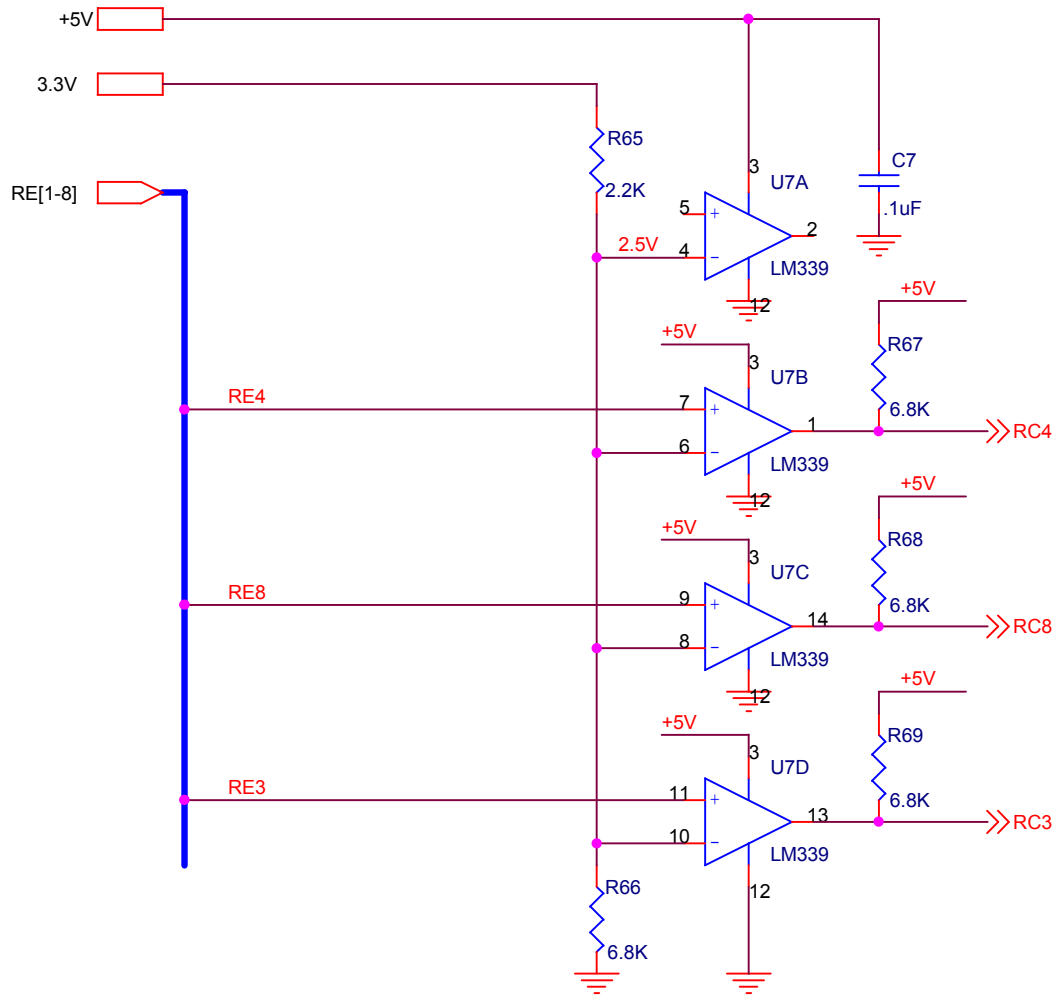 +5V
3.3V
R65
2.2K
RE[1-8]
3
U7A
C7
.1uF
5
+
2
2.5V
4
−
LM339
12
+5V
+5V
R67
3
U7B
6.8K
RE4
7
+
1
RC4
6
−
LM339
12
+5V
+5V
R68
3
U7C
6.8K
RE8
9
+
14
RC8
8
−
LM339
12
+5V
+5V
R69
3
U7D
6.8K
RE3
11
+
13
RC3
10
−
LM339
12
R66
6.8K